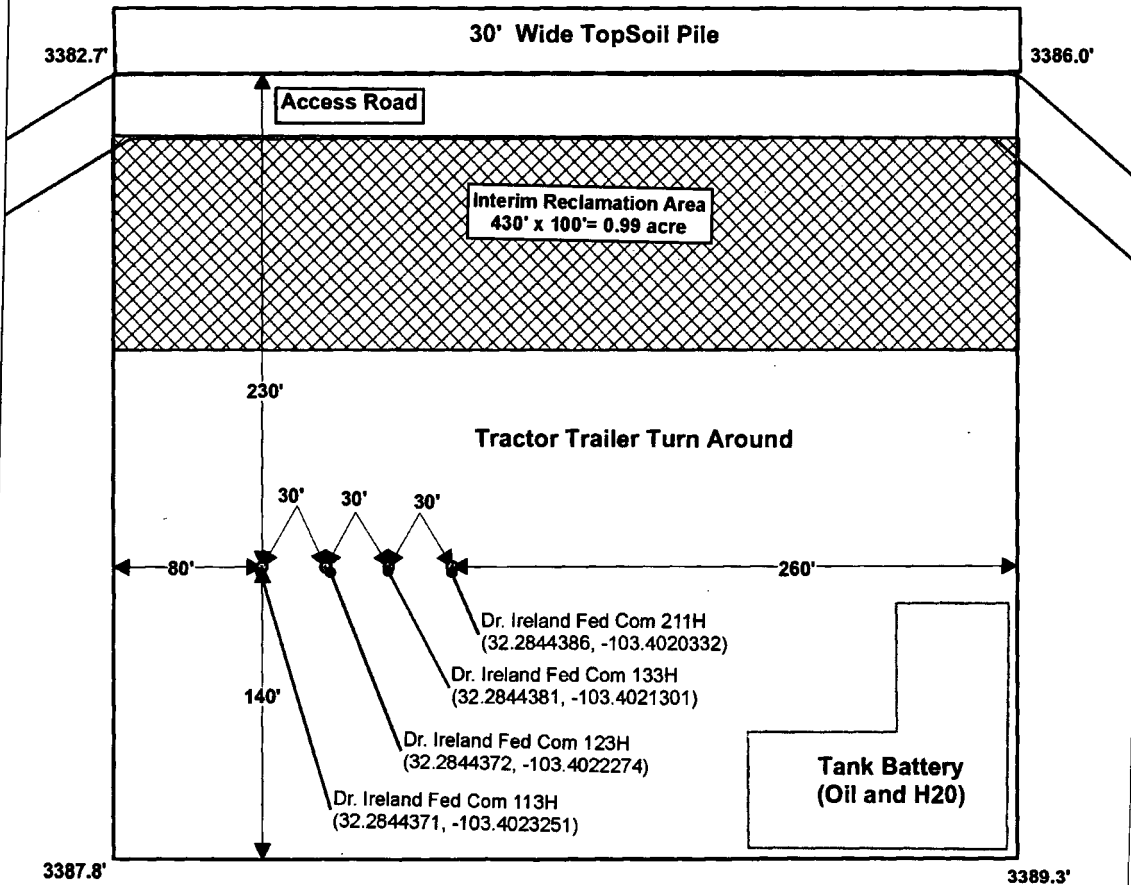 30' Wide TopSoil Pile
3382.7'
3386.0'
Access Road
Interim Reclamation Area
430' x 100'= 0.99 acre
230'
Tractor Trailer Turn Around
30'
30'
30'
80'
260'
Dr. Ireland Fed Com 211H
(32.2844386, -103.4020332)
Dr. Ireland Fed Com 133H
(32.2844381, -103.4021301)
140'
Dr. Ireland Fed Com 123H
(32.2844372, -103.4022274)
Tank Battery
(Oil and H20)
Dr. Ireland Fed Com 113H
(32.2844371, -103.4023251)
3387.8'
3389.3'